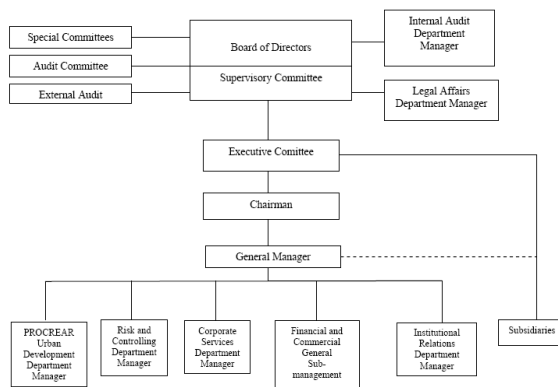 Special Committees
Audit Committee
External Audit
Board of Directors
Supervisory Committee
Internal Audit
Department
Manager
Legal Affairs
Department Manager
Executive Comittee
Chairman
General Manager
PROCREAR
Urban
Development
Department
Manager
Risk and
Controlling
Department
Manager
Corporate
Services
Department
Manager
Financial and
Commercial
General
Sub-
management
Institutional
Relations
Department
Manager
Subsidiaries